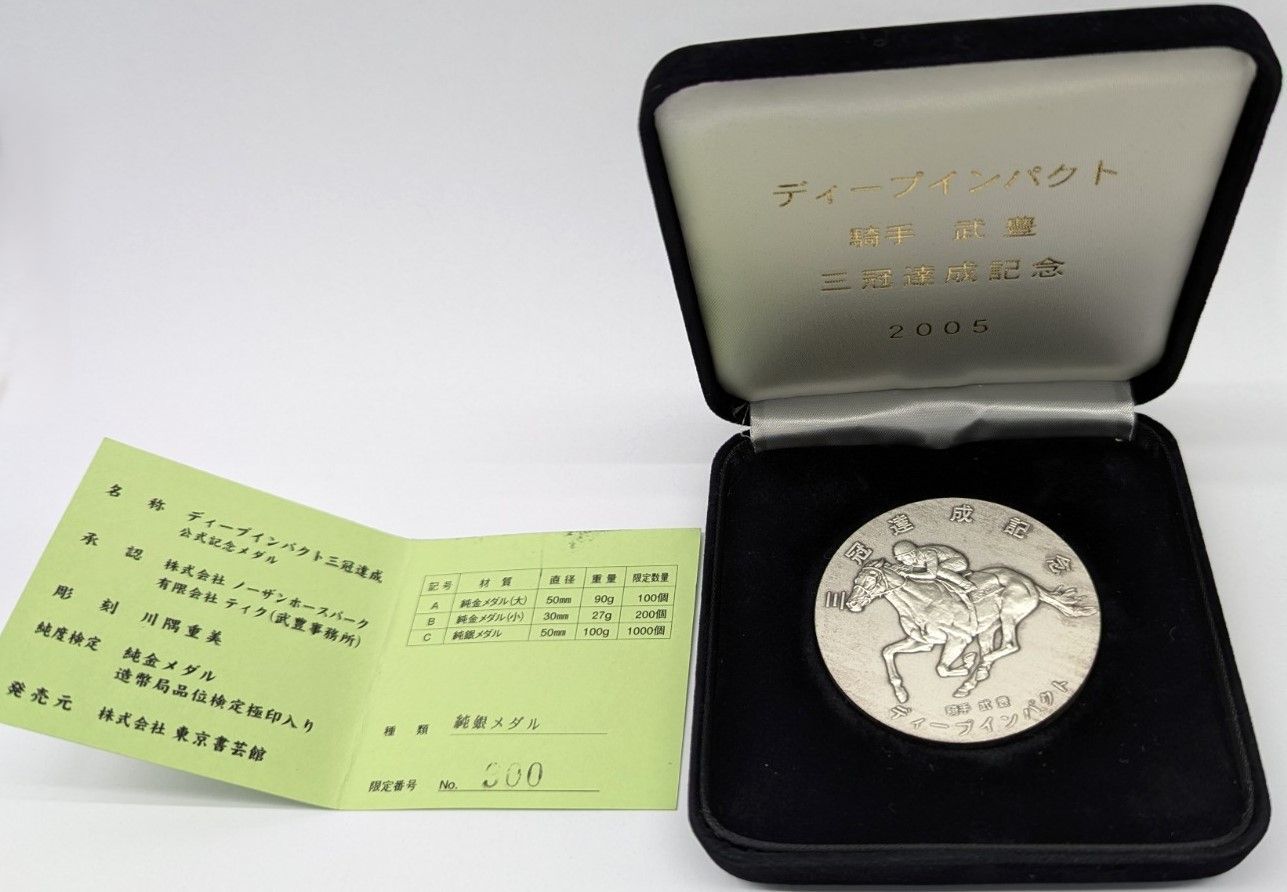 ディープインパクト
騎手 武 豊
三冠達成記念
2005
三冠達成記念
騎手 武 豊
ディープインパクト
名称 ディープインパクト三冠達成
公式記念メダル
承認 株式会社 ノーザンホースパーク
有限会社 テイク(武豊事務所)
彫刻 川隅重美
純度検定 純金メダル
造幣局品位検定極印入り
発売元 株式会社 東京書芸館
記号 材質 直径 重量 限定数量
A 純金メダル(大) 50mm 90g 100個
B 純金メダル(小) 30mm 27g 200個
C 純銀メダル 50mm 100g 1000個
種類 純銀メダル
限定番号 No.